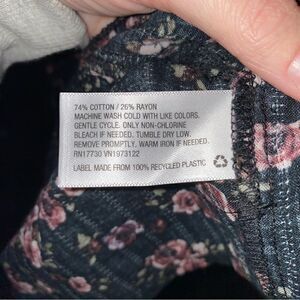 74% COTTON / 26% RAYON
MACHINE WASH COLD WITH LIKE COLORS.
GENTLE CYCLE. ONLY NON-CHLORINE
BLEACH IF NEEDED. TUMBLE DRY LOW.
REMOVE PROMPTLY. WARM IRON IF NEEDED.
RN17730 VN1973122
LABEL MADE FROM 100% RECYCLED PLASTIC